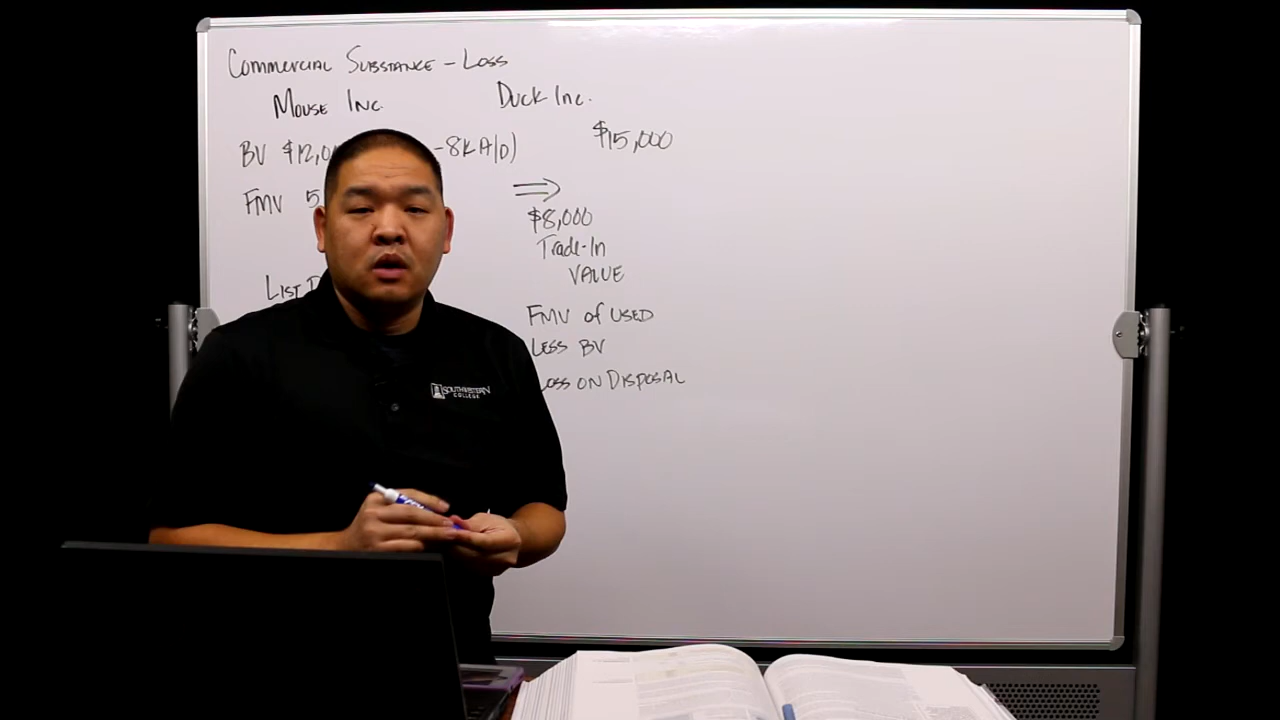 Commercial Substance - Loss
Mouse Inc.
Duck Inc.
BV $12,0
-8k A/D)
$15,000
FMV 5
$8,000
Trade-In
VALUE
List
FMV of USED
Less BV
Loss on Disposal
SOUTHWESTERN
COLLEGE